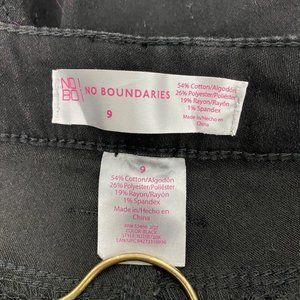 NO
BO
NO BOUNDARIES
9
54% Cotton/Algodón
26% Polyester/Poliéster
19% Rayon/Rayón
1% Spandex
Made in/Hecho en
China
9
54% Cotton/Algodón
26% Polyester/Poliéster
19% Rayon/Rayón
1% Spandex
Made in/Hecho en
China
COLOR: BLACK